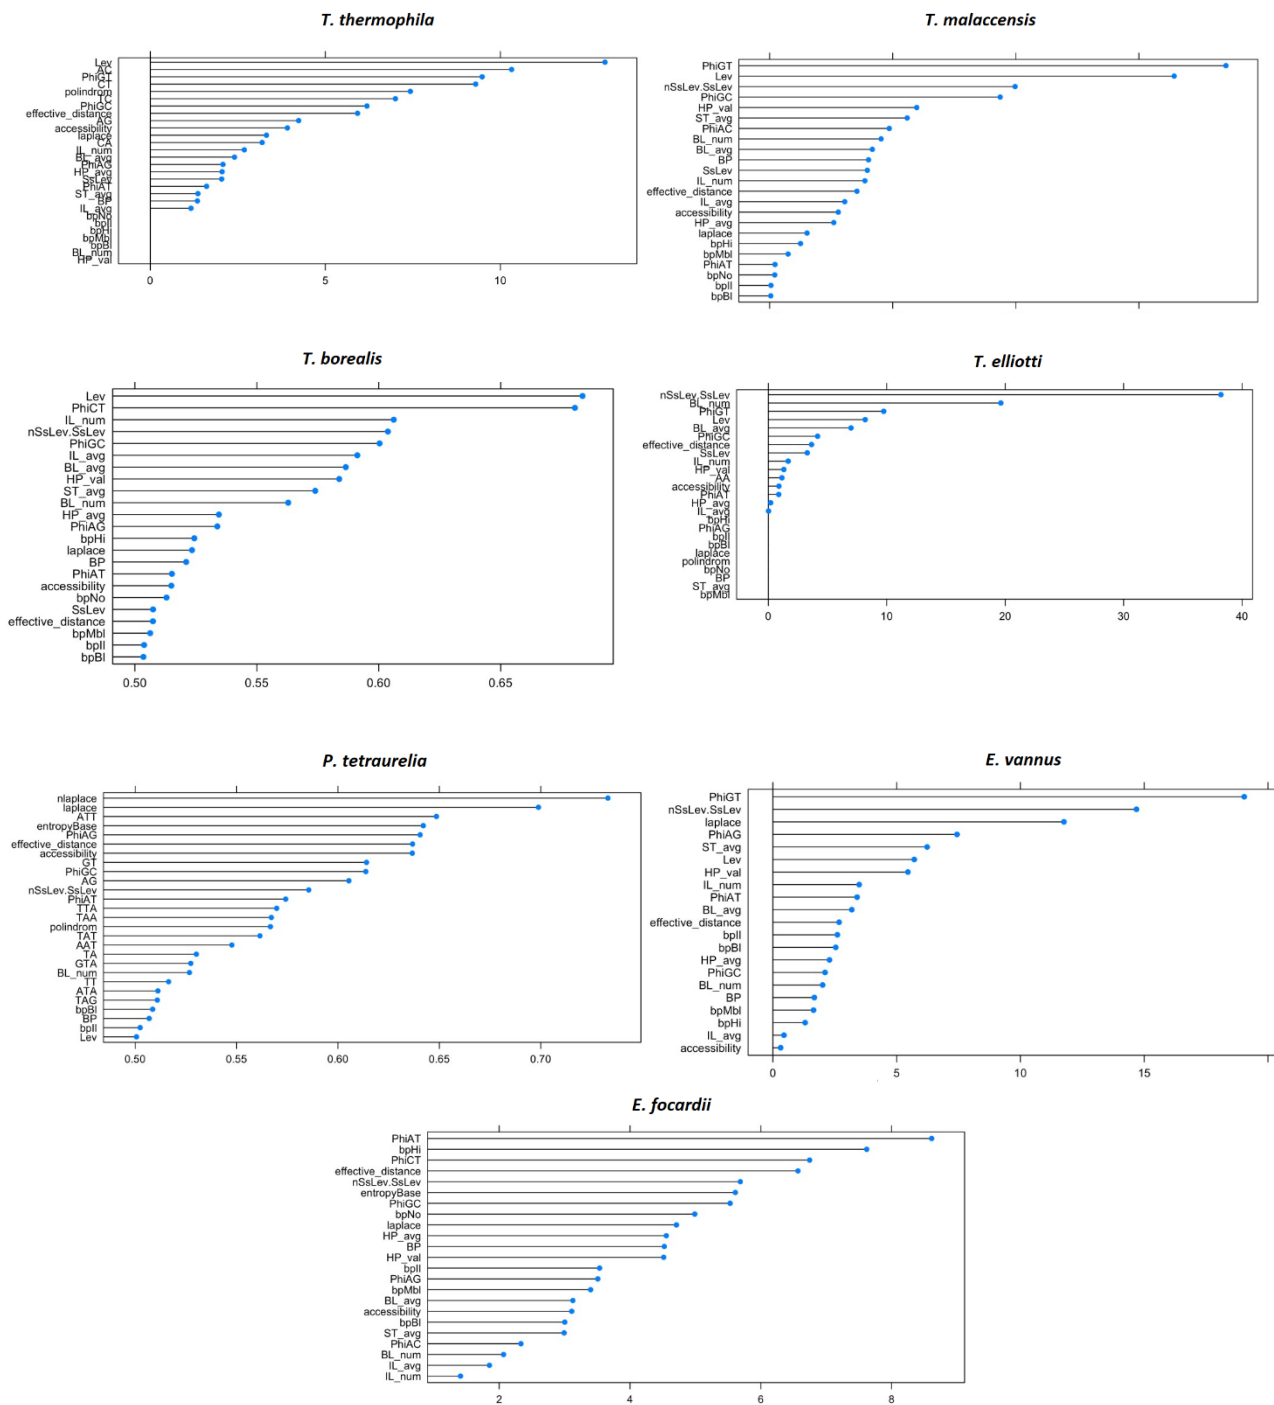 T. thermophila
Lev
AC
PhiGT
CT
polindrom
TC
PhiGC
effective_distance
AG
accessibility
laplace
CA
IL_num
BL_avg
PhiAG
HP_avg
SsLev
PhiAT
ST_avg
BP
IL_avg
bpNo
bpIl
bpHi
bpMbl
bpBl
BL_num
HP_val
0 5 10
T. malaccensis
PhiGT
Lev
nSsLev.SsLev
PhiGC
HP_val
ST_avg
PhiAC
BL_num
BL_avg
BP
SsLev
IL_num
effective_distance
IL_avg
accessibility
HP_avg
laplace
bpHi
bpMbl
PhiAT
bpNo
bpIl
bpBl
T. borealis
Lev
PhiCT
IL_num
nSsLev.SsLev
PhiGC
IL_avg
BL_avg
HP_val
ST_avg
BL_num
HP_avg
PhiAG
bpHi
laplace
BP
PhiAT
accessibility
bpNo
SsLev
effective_distance
bpMbl
bpIl
bpBl
0.50 0.55 0.60 0.65
T. elliotti
nSsLev.SsLev
BL_num
PhiGT
Lev
BL_avg
PhiGC
effective_distance
SsLev
IL_num
HP_val
AA
accessibility
PhiAT
HP_avg
IL_avg
bpHi
PhiAG
bpIl
bpBl
laplace
polindrom
bpNo
BP
ST_avg
bpMbl
0 10 20 30 40
P. tetraurelia
nlaplace
laplace
ATT
entropyBase
PhiAG
effective_distance
accessibility
GT
PhiGC
AG
nSsLev.SsLev
PhiAT
TTA
TAA
polindrom
TAT
AAT
TA
GTA
BL_num
TT
ATA
TAG
bpBl
BP
bpIl
Lev
0.50 0.55 0.60 0.65 0.70
E. vannus
PhiGT
nSsLev.SsLev
laplace
PhiAG
ST_avg
Lev
HP_val
IL_num
PhiAT
BL_avg
effective_distance
bpIl
bpBl
HP_avg
PhiGC
BL_num
BP
bpMbl
bpHi
IL_avg
accessibility
0 5 10 15
E. focardii
PhiAT
bpHi
PhiCT
effective_distance
nSsLev.SsLev
entropyBase
PhiGC
bpNo
laplace
HP_avg
BP
HP_val
bpIl
PhiAG
bpMbl
BL_avg
accessibility
bpBl
ST_avg
PhiAC
BL_num
IL_avg
IL_num
2 4 6 8